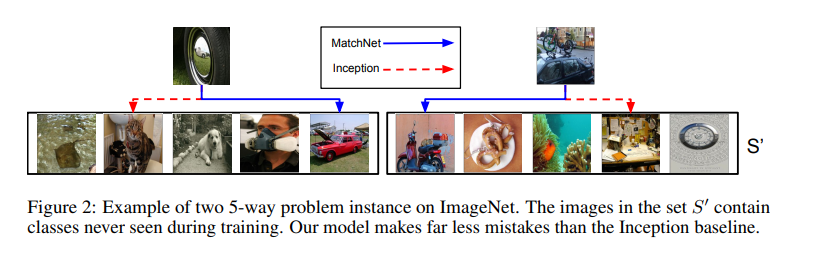 MatchNet
Inception
S'
Figure 2: Example of two 5-way problem instance on ImageNet. The images in the set S′ contain
classes never seen during training. Our model makes far less mistakes than the Inception baseline.